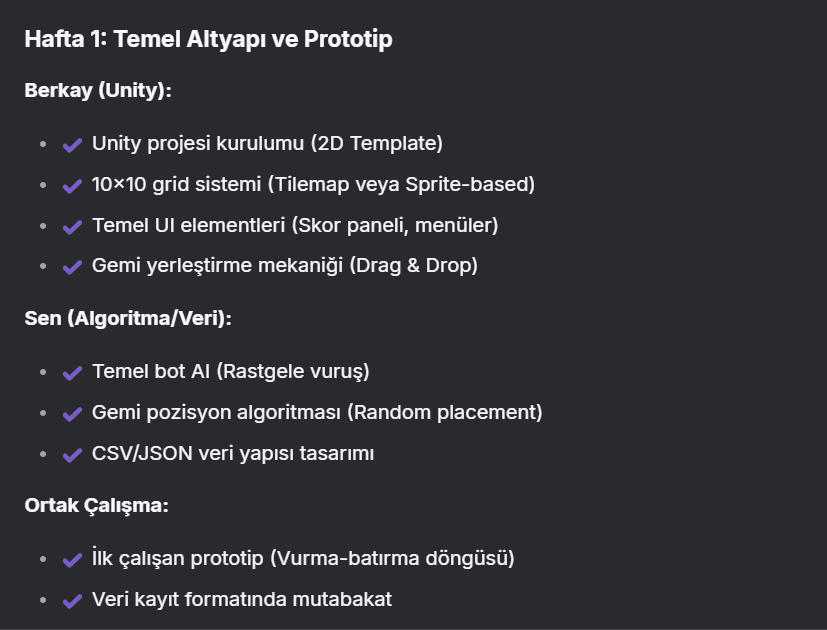 Hafta 1: Temel Altyapı ve Prototip
Berkay (Unity):
Unity projesi kurulumu (2D Template)
10×10 grid sistemi (Tilemap veya Sprite-based)
Temel UI elementleri (Skor paneli, menüler)
Gemi yerleştirme mekaniği (Drag & Drop)
Sen (Algoritma/Veri):
Temel bot AI (Rastgele vuruş)
Gemi pozisyon algoritması (Random placement)
CSV/JSON veri yapısı tasarımı
Ortak Çalışma:
İlk çalışan prototip (Vurma-batırma döngüsü)
Veri kayıt formatında mutabakat